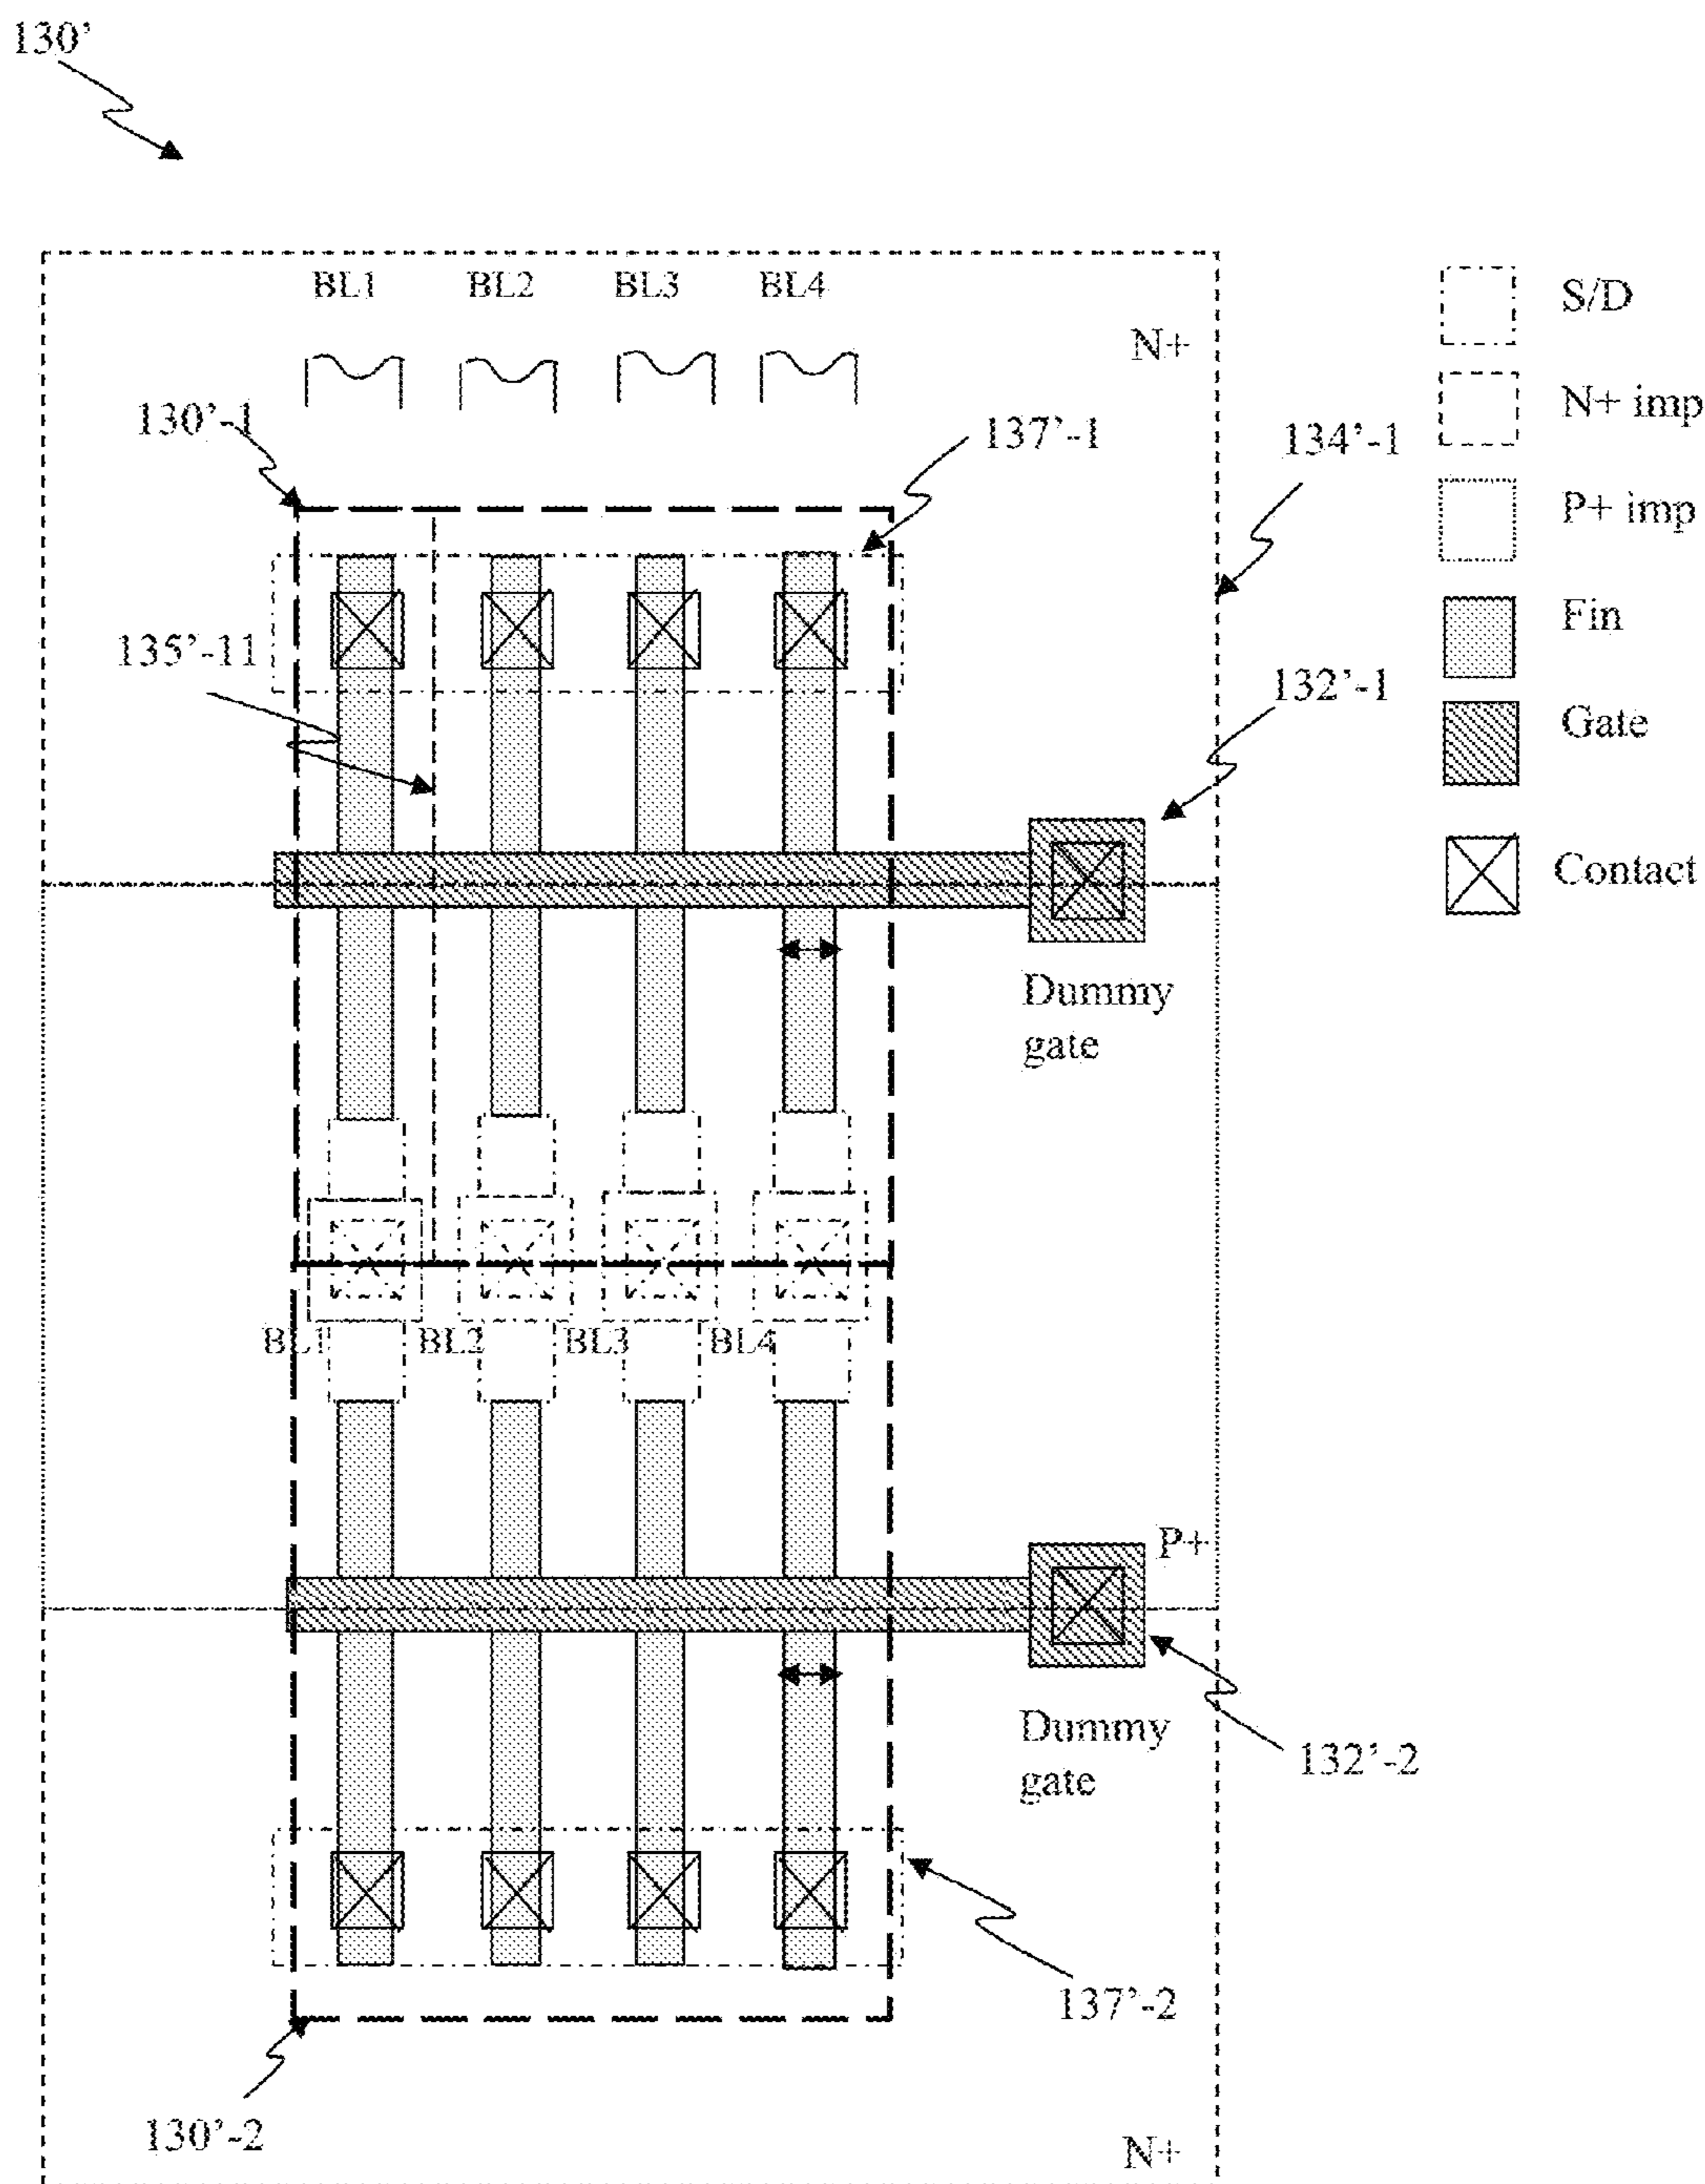 130’
BL1 BL2 BL3 BL4
N+
130’-1
137’-1
134’-1
135’-11
132’-1
Dummy
gate
BL1 BL2 BL3 BL4
P+
Dummy
gate
132’-2
137’-2
130’-2
N+
S/D
N+ imp
P+ imp
Fin
Gate
Contact